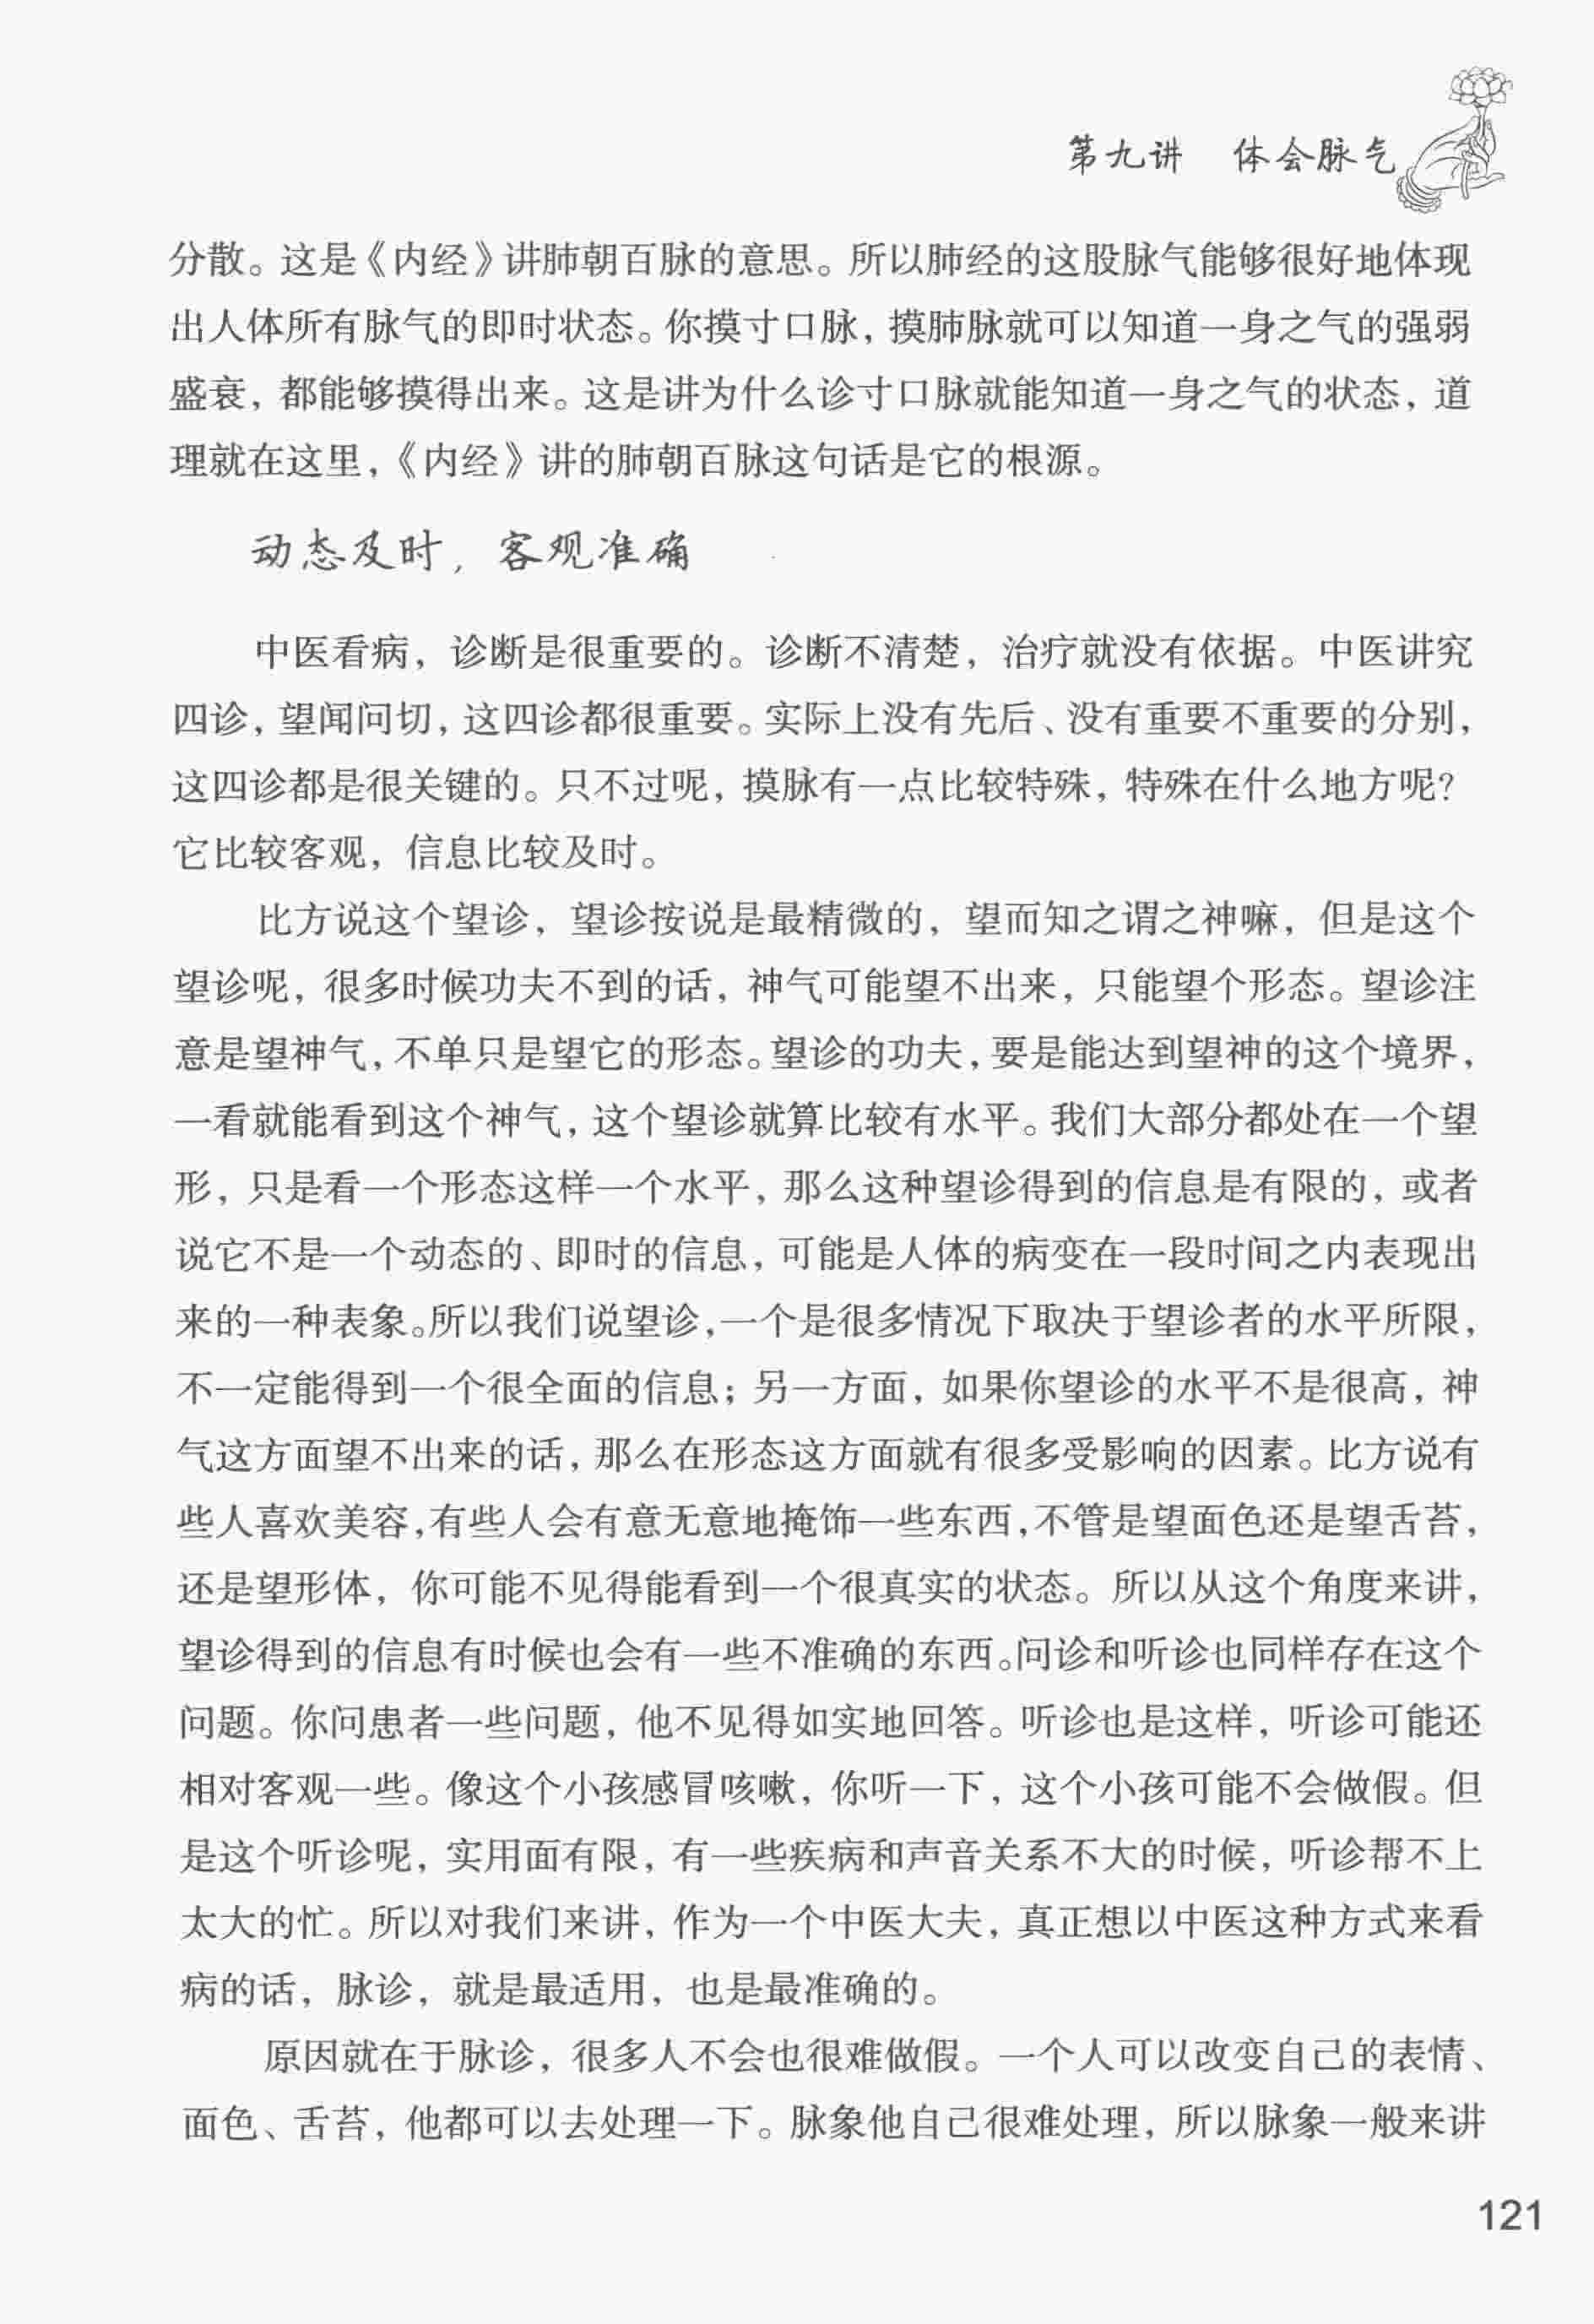 第九讲 体会脉气
分散。这是《内经》讲肺朝百脉的意思。所以肺经的这股脉气能够很好地体现
出人体所有脉气的即时状态。你摸寸口脉，摸肺脉就可以知道一身之气的强弱
盛衰，都能够摸得出来。这是讲为什么诊寸口脉就能知道一身之气的状态，道
理就在这里，《内经》讲的肺朝百脉这句话是它的根源。
动态及时，客观准确
中医看病，诊断是很重要的。诊断不清楚，治疗就没有依据。中医讲究
四诊，望闻问切，这四诊都很重要。实际上没有先后、没有重要不重要的分别，
这四诊都是很关键的。只不过呢，摸脉有一点比较特殊，特殊在什么地方呢？
它比较客观，信息比较及时。
比方说这个望诊，望诊按说是最精微的，望而知之谓之神嘛，但是这个
望诊呢，很多时候功夫不到的话，神气可能望不出来，只能望个形态。望诊注
意是望神气，不单只是望它的形态。望诊的功夫，要是能达到望神的这个境界，
一看就能看到这个神气，这个望诊就算比较有水平。我们大部分都处在一个望
形，只是看一个形态这样一个水平，那么这种望诊得到的信息是有限的，或者
说它不是一个动态的、即时的信息，可能是人体的病变在一段时间之内表现出
来的一种表象。所以我们说望诊，一个是很多情况下取决于望诊者的水平所限，
不一定能得到一个很全面的信息；另一方面，如果你望诊的水平不是很高，神
气这方面望不出来的话，那么在形态这方面就有很多受影响的因素。比方说有
些人喜欢美容，有些人会有意无意地掩饰一些东西，不管是望面色还是望舌苔，
还是望形体，你可能不见得能看到一个很真实的状态。所以从这个角度来讲，
望诊得到的信息有时候也会有一些不准确的东西。问诊和听诊也同样存在这个
问题。你问患者一些问题，他不见得如实地回答。听诊也是这样，听诊可能还
相对客观一些。像这个小孩感冒咳嗽，你听一下，这个小孩可能不会做假。但
是这个听诊呢，实用面有限，有一些疾病和声音关系不大的时候，听诊帮不上
太大的忙。所以对我们来讲，作为一个中医大夫，真正想以中医这种方式来看
病的话，脉诊，就是最适用，也是最准确的。
原因就在于脉诊，很多人不会也很难做假。一个人可以改变自己的表情、
面色、舌苔，他都可以去处理一下。脉象他自己很难处理，所以脉象一般来讲
121